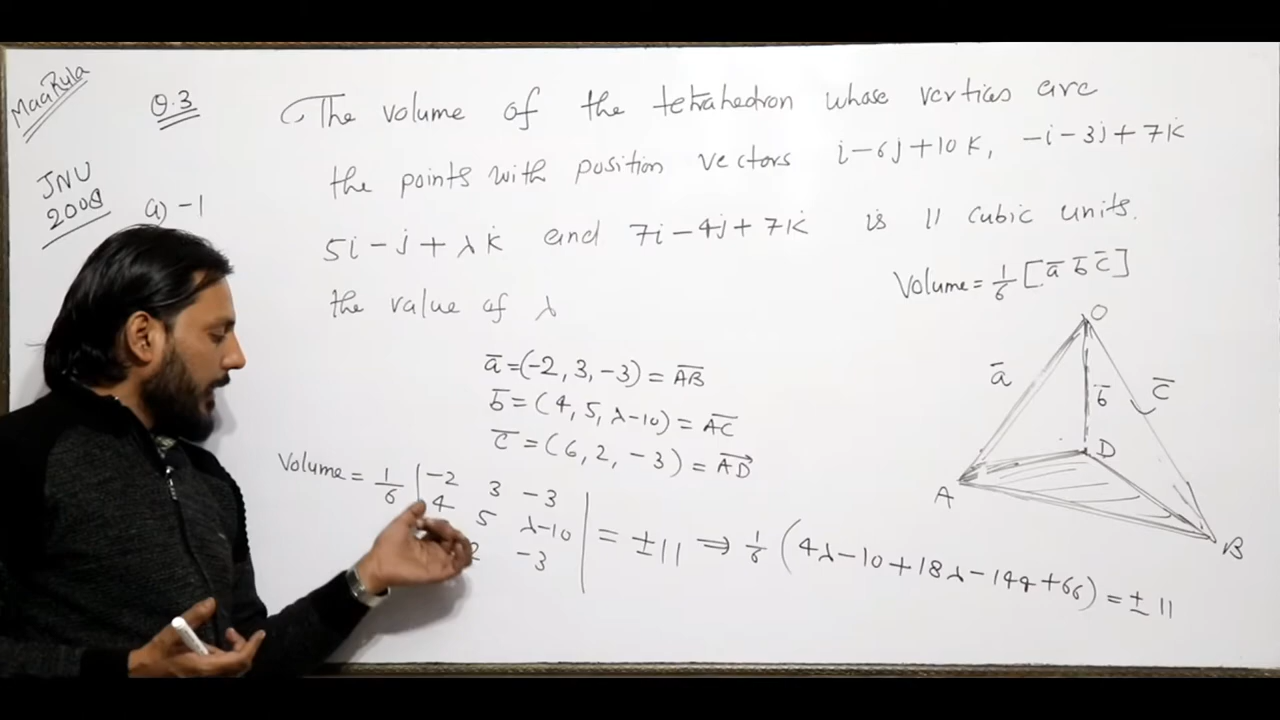 MaaRula
JNU
2008
Q.3
a) -1
The volume of the tetrahedron whose vertices are
the points with position vectors i-6j+10k, -i-3j+7k
5i-j+λk and 7i-4j+7k is 11 cubic units.
the value of λ
Volume = 1/6 [a̅ b̅ c̅]
a̅ = (-2, 3, -3) = A̅B̅
b̅ = (4, 5, λ-10) = A̅C̅
c̅ = (6, 2, -3) = AD→
Volume = 1/6 | -2 3 -3
4 5 λ-10
2 -3 | = ±11 ⇒ 1/6 (4λ-10+18λ-144+66) = ±11
O
a̅
b̅
c̅
D
A
B